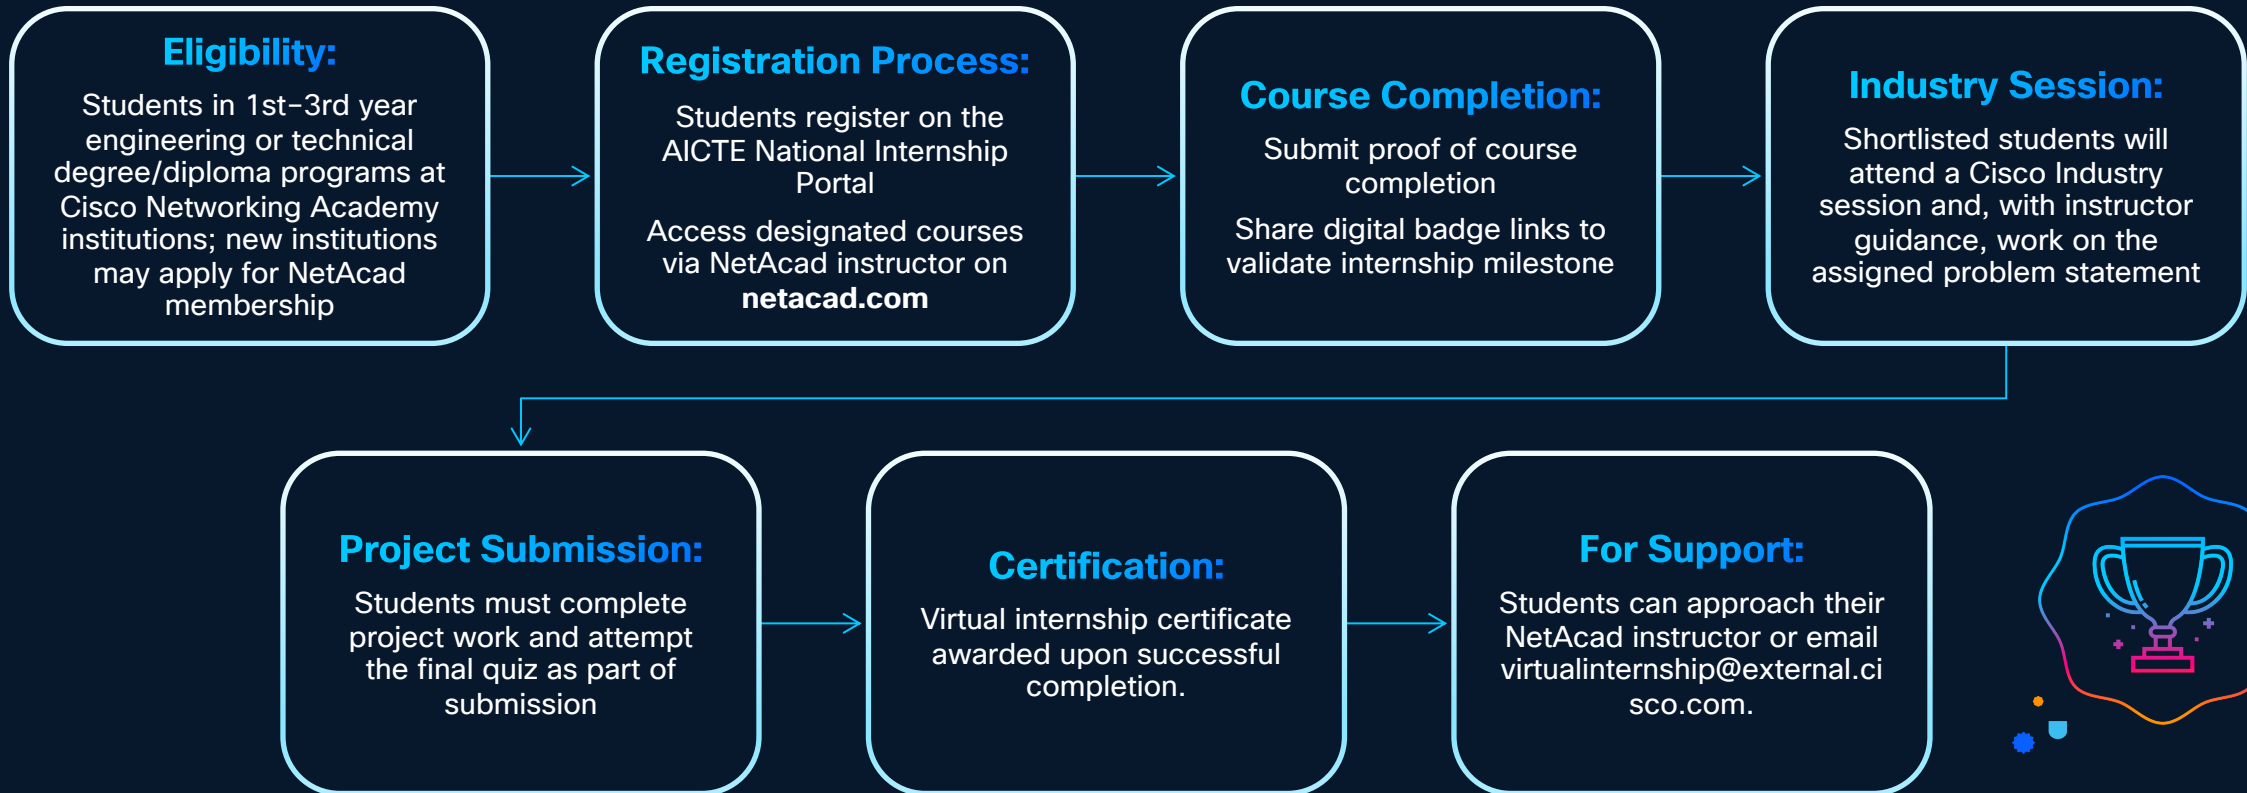 Eligibility:
Students in 1st-3rd year
engineering or technical
degree/diploma programs at
Cisco Networking Academy
institutions; new institutions
may apply for NetAcad
membership
Registration Process:
Students register on the
AICTE National Internship
Portal
Access designated courses
via NetAcad instructor on
netacad.com
Course Completion:
Submit proof of course
completion
Share digital badge links to
validate internship milestone
Industry Session:
Shortlisted students will
attend a Cisco Industry
session and, with instructor
guidance, work on the
assigned problem statement
Project Submission:
Students must complete
project work and attempt
the final quiz as part of
submission
Certification:
Virtual internship certificate
awarded upon successful
completion.
For Support:
Students can approach their
NetAcad instructor or email
virtualinternship@external.ci
sco.com.